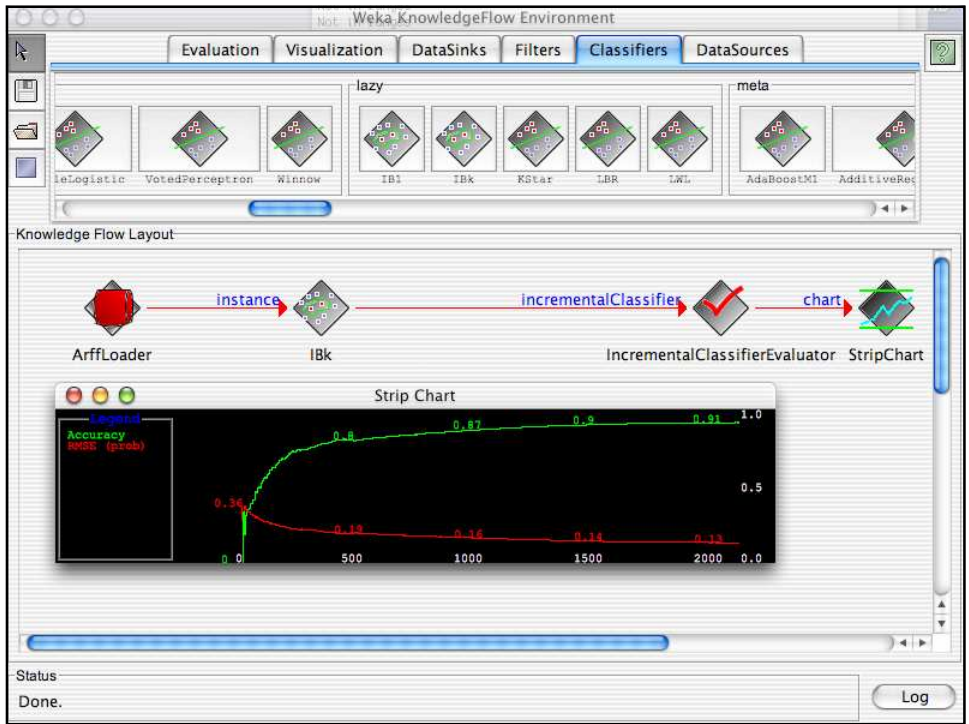 Weka KnowledgeFlow Environment
Evaluation Visualization DataSinks Filters Classifiers DataSources
lazy meta
leLogistic VotedPerceptron Winnow IB1 IBk KStar LBR LWL AdaBoostM1 AdditiveReg
Knowledge Flow Layout
instance incrementalClassifier chart
ArffLoader IBk IncrementalClassifierEvaluator StripChart
Strip Chart
Legend
Accuracy
RMSE (prob)
0.8 0.87 0.9 0.91 1.0
0.5
0.36
0.19 0.16 0.14 0.13
0 0 500 1000 1500 2000 0.0
Status
Done.
Log